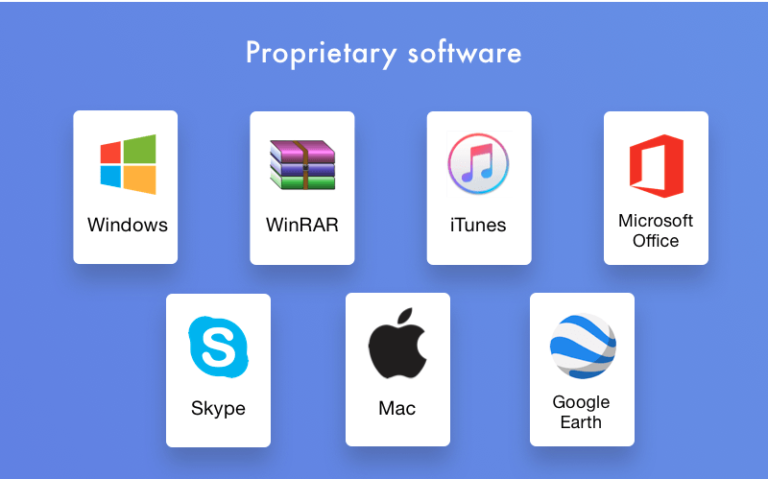 Proprietary software
Windows
WinRAR
iTunes
Microsoft
Office
Skype
Mac
Google
Earth